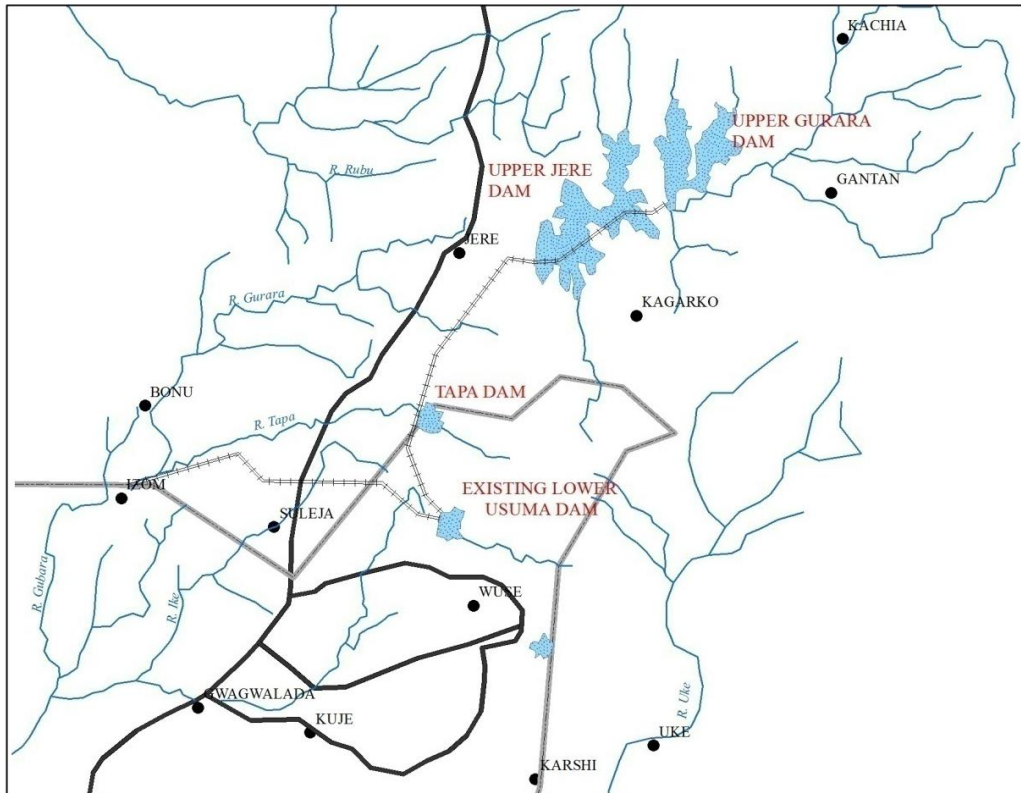 KACHIA
UPPER GURARA
DAM
UPPER JERE
DAM
R. Rubu
GANTAN
JERE
R. Gurara
KAGARKO
BONU
TAPA DAM
R. Tapa
EXISTING LOWER
USUMA DAM
IZOM
SULEJA
R. Gubara
R. Ike
WUSE
GWAGWALADA
KUJE
R. Uke
UKE
KARSHI